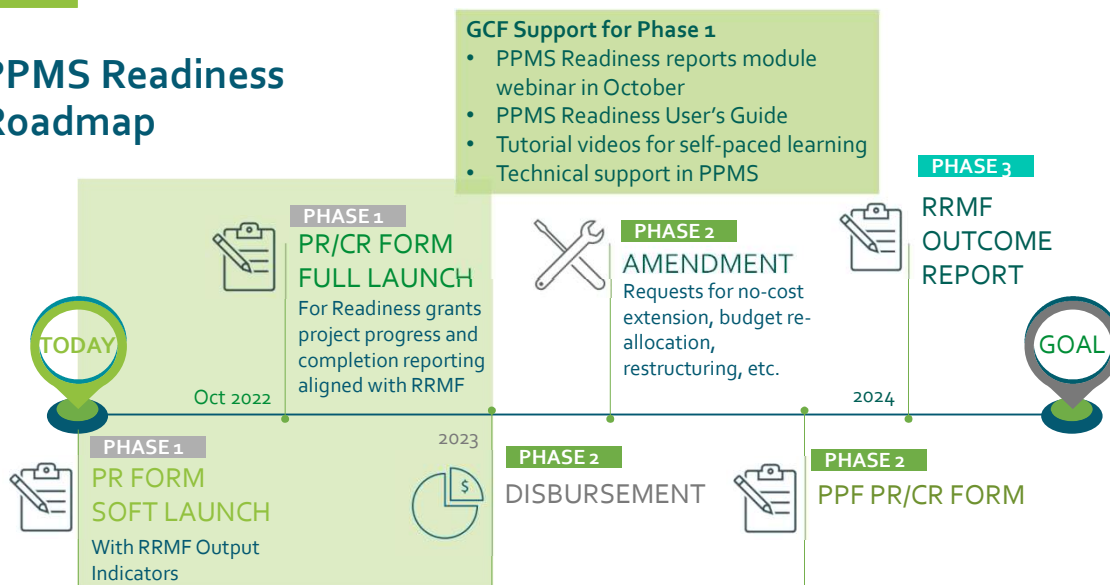 PPMS Readiness
Roadmap
GCF Support for Phase 1
• PPMS Readiness reports module
webinar in October
• PPMS Readiness User's Guide
• Tutorial videos for self-paced learning
• Technical support in PPMS
PHASE 1
PR/CR FORM
FULL LAUNCH
For Readiness grants
project progress and
completion reporting
aligned with RRMF
PHASE 2
AMENDMENT
Requests for no-cost
extension, budget re-
allocation,
restructuring, etc.
PHASE 3
RRMF
OUTCOME
REPORT
TODAY
GOAL
Oct 2022
2024
PHASE 1
PR FORM
SOFT LAUNCH
With RRMF Output
Indicators
2023
$
PHASE 2
DISBURSEMENT
PHASE 2
PPF PR/CR FORM